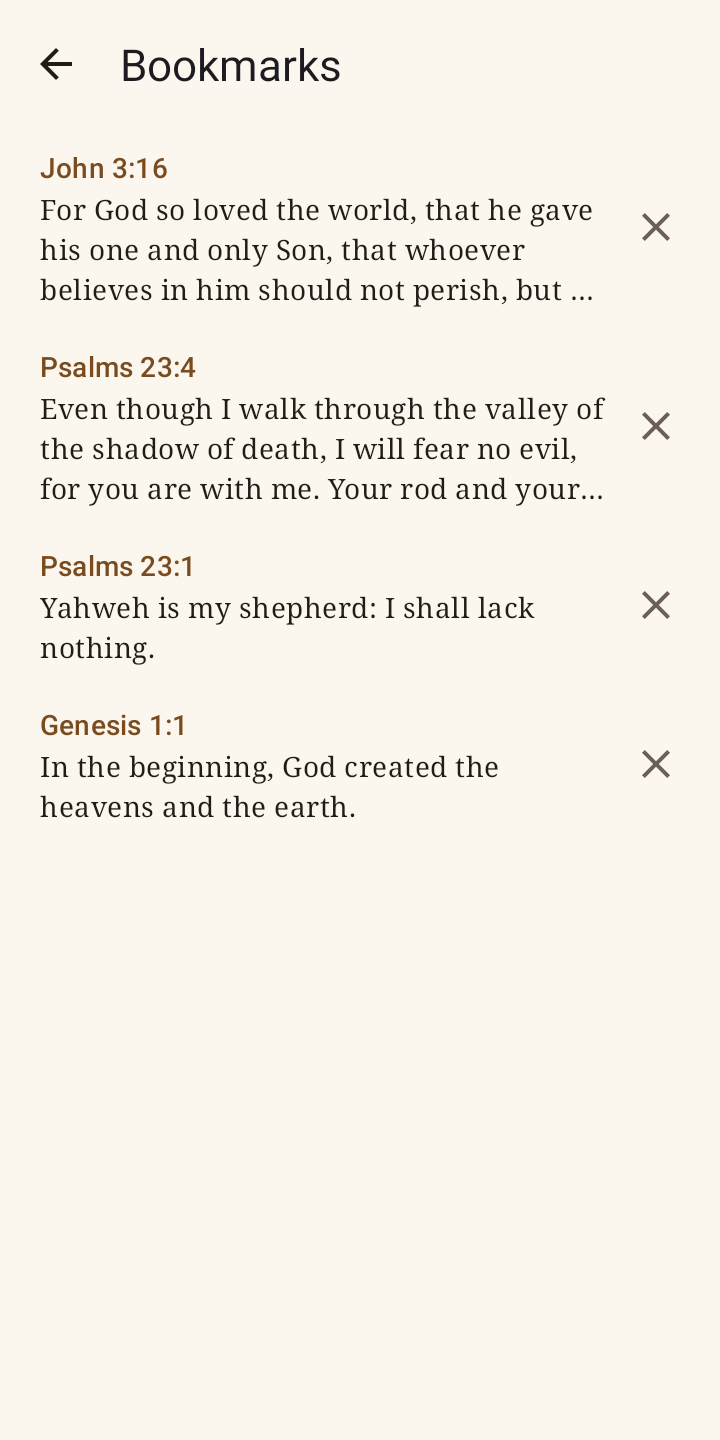 Bookmarks
John 3:16
For God so loved the world, that he gave
his one and only Son, that whoever
believes in him should not perish, but ...
Psalms 23:4
Even though I walk through the valley of
the shadow of death, I will fear no evil,
for you are with me. Your rod and your...
Psalms 23:1
Yahweh is my shepherd: I shall lack
nothing.
Genesis 1:1
In the beginning, God created the
heavens and the earth.